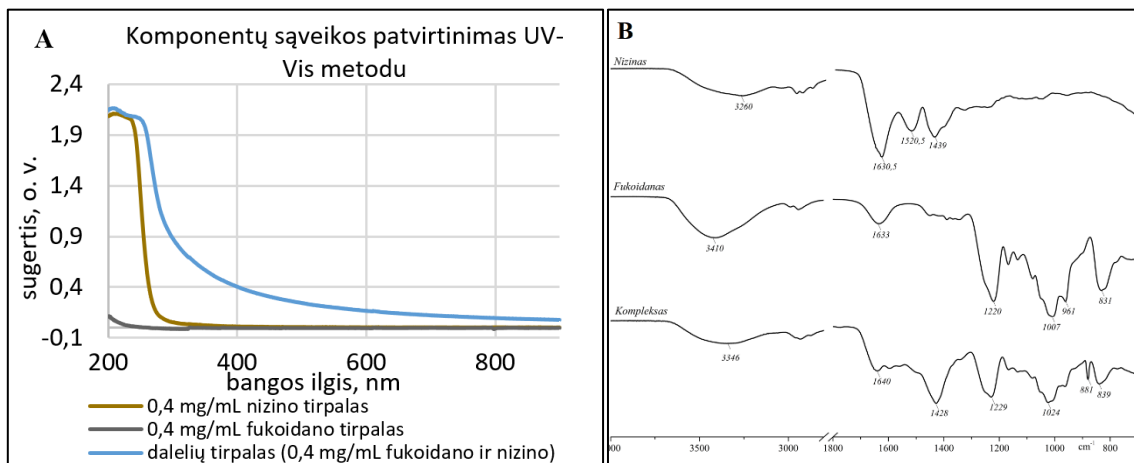 A
Komponentų sąveikos patvirtinimas UV-
Vis metodu
2,4
1,9
1,4
0,9
0,4
-0,1
sugertis, o. v.
200
400
600
800
bangos ilgis, nm
0,4 mg/mL nizino tirpalas
0,4 mg/mL fukoidano tirpalas
dalelių tirpalas (0,4 mg/mL fukoidano ir nizino)
B
Nizinas
3260
1630,5
1520,5
1439
Fukoidanas
3410
1633
1220
1007
961
831
Kompleksas
3346
1640
1428
1229
1024
881
839
3500
3000
1800
1600
1400
1200
1000
cm-1
800